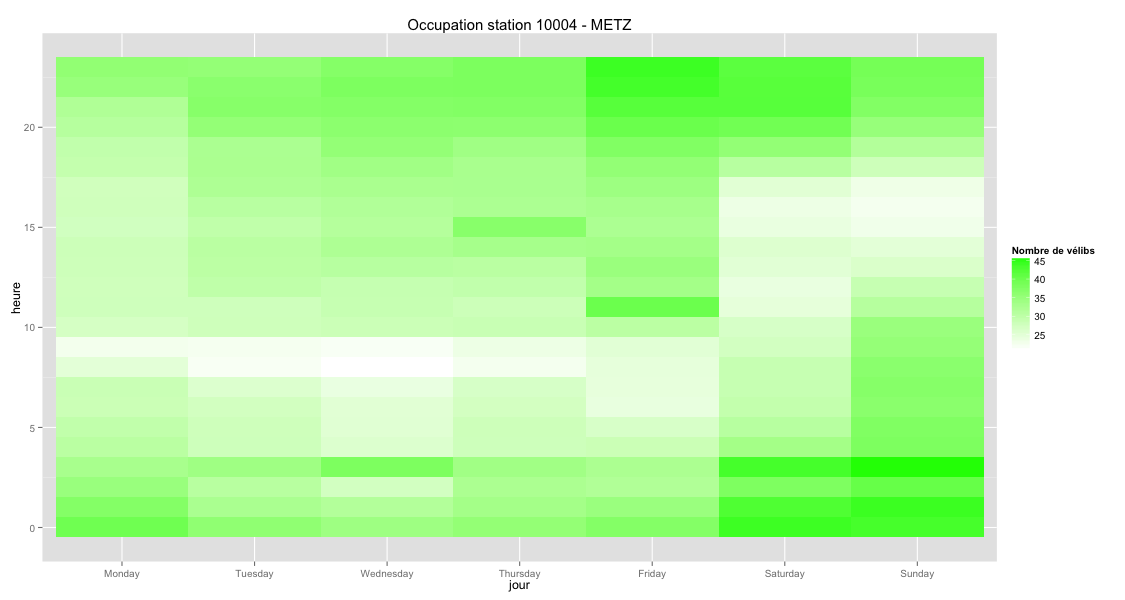 Occupation station 10004 - METZ
heure
20
15
10
5
0
Monday Tuesday Wednesday Thursday Friday Saturday Sunday
jour
Nombre de vélibs
45
40
35
30
25